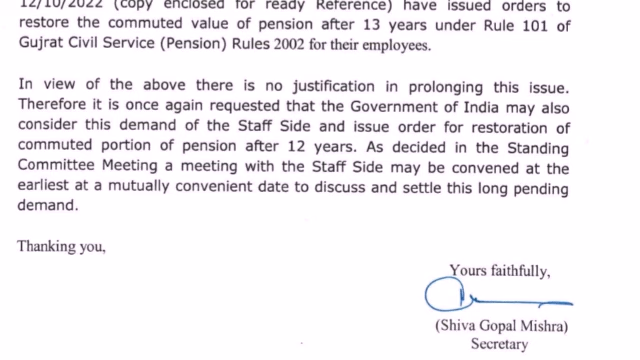 12/10/2022 (copy enclosed for ready Reference) have issued orders to
restore the commuted value of pension after 13 years under Rule 101 of
Gujrat Civil Service (Pension) Rules 2002 for their employees.
In view of the above there is no justification in prolonging this issue.
Therefore it is once again requested that the Government of India may also
consider this demand of the Staff Side and issue order for restoration of
commuted portion of pension after 12 years. As decided in the Standing
Committee Meeting a meeting with the Staff Side may be convened at the
earliest at a mutually convenient date to discuss and settle this long pending
demand.
Thanking you,
Yours faithfully,
(Shiva Gopal Mishra)
Secretary